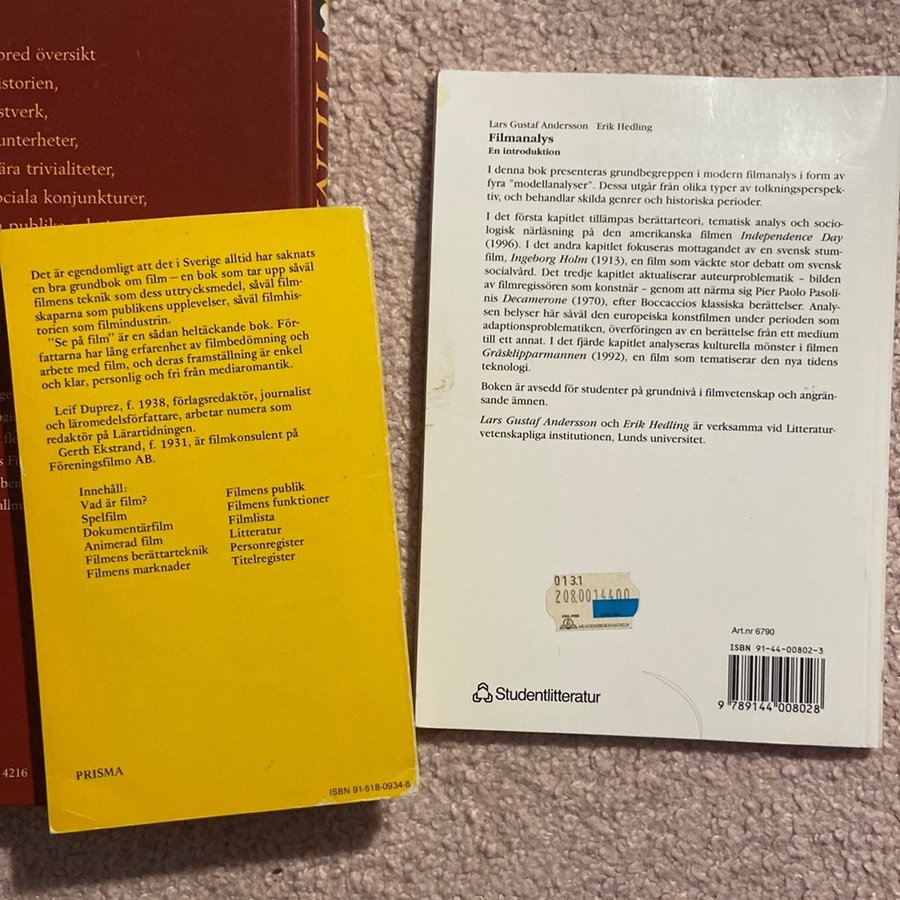 bred översikt
istorien,
stverk,
unterheter,
ära trivialiteter,
ociala konjunkturer,
4216
Det är egendomligt att det i Sverige alltid har saknats
en bra grundbok om film — en bok som tar upp såväl
filmens teknik som dess uttrycksmedel, såväl film-
skaparna som publikens upplevelser, såväl filmhis-
torien som filmindustrin.
"Se på film" är en sådan heltäckande bok. För-
fattarna har lång erfarenhet av filmbedömning och
arbete med film, och deras framställning är enkel
och klar, personlig och fri från mediaromantik.
Leif Duprez, f. 1938, förlagsredaktör, journalist
och läromedelsförfattare, arbetar numera som
redaktör på Lärartidningen.
Gerth Ekstrand, f. 1931, är filmkonsulent på
Föreningsfilmo AB.
Innehåll:
Vad är film?
Spelfilm
Dokumentärfilm
Animerad film
Filmens berättarteknik
Filmens marknader
Filmens publik
Filmens funktioner
Filmlista
Litteratur
Personregister
Titelregister
PRISMA
ISBN 91-518-0934-6
Lars Gustaf Andersson Erik Hedling
Filmanalys
En introduktion
I denna bok presenteras grundbegreppen i modern filmanalys i form av
fyra "modellanalyser". Dessa utgår från olika typer av tolkningsperspek-
tiv, och behandlar skilda genrer och historiska perioder.
I det första kapitlet tillämpas berättarteori, tematisk analys och socio-
logisk närläsning på den amerikanska filmen Independence Day
(1996). I det andra kapitlet fokuseras mottagandet av en svensk stum-
film, Ingeborg Holm (1913), en film som väckte stor debatt om svensk
socialvård. Det tredje kapitlet aktualiserar auteurproblematik – bilden
av filmregissören som konstnär – genom att närma sig Pier Paolo Pasoli-
nis Decamerone (1970), efter Boccaccios klassiska berättelser. Analy-
sen belyser här såväl den europeiska konstfilmen under perioden som
adaptionsproblematiken, överföringen av en berättelse från ett medium
till ett annat. I det fjärde kapitlet analyseras kulturella mönster i filmen
Gräsklipparmannen (1992), en film som tematiserar den nya tidens
teknologi.
Boken är avsedd för studenter på grundnivå i filmvetenskap och angrän-
sande ämnen.
Lars Gustaf Andersson och Erik Hedling är verksamma vid Litteratur-
vetenskapliga institutionen, Lunds universitet.
0131
208.00 144.00
AKADEMIBOKHANDELN
Art.nr 6790
ISBN 91-44-00802-3
9 789144 008028
Studentlitteratur